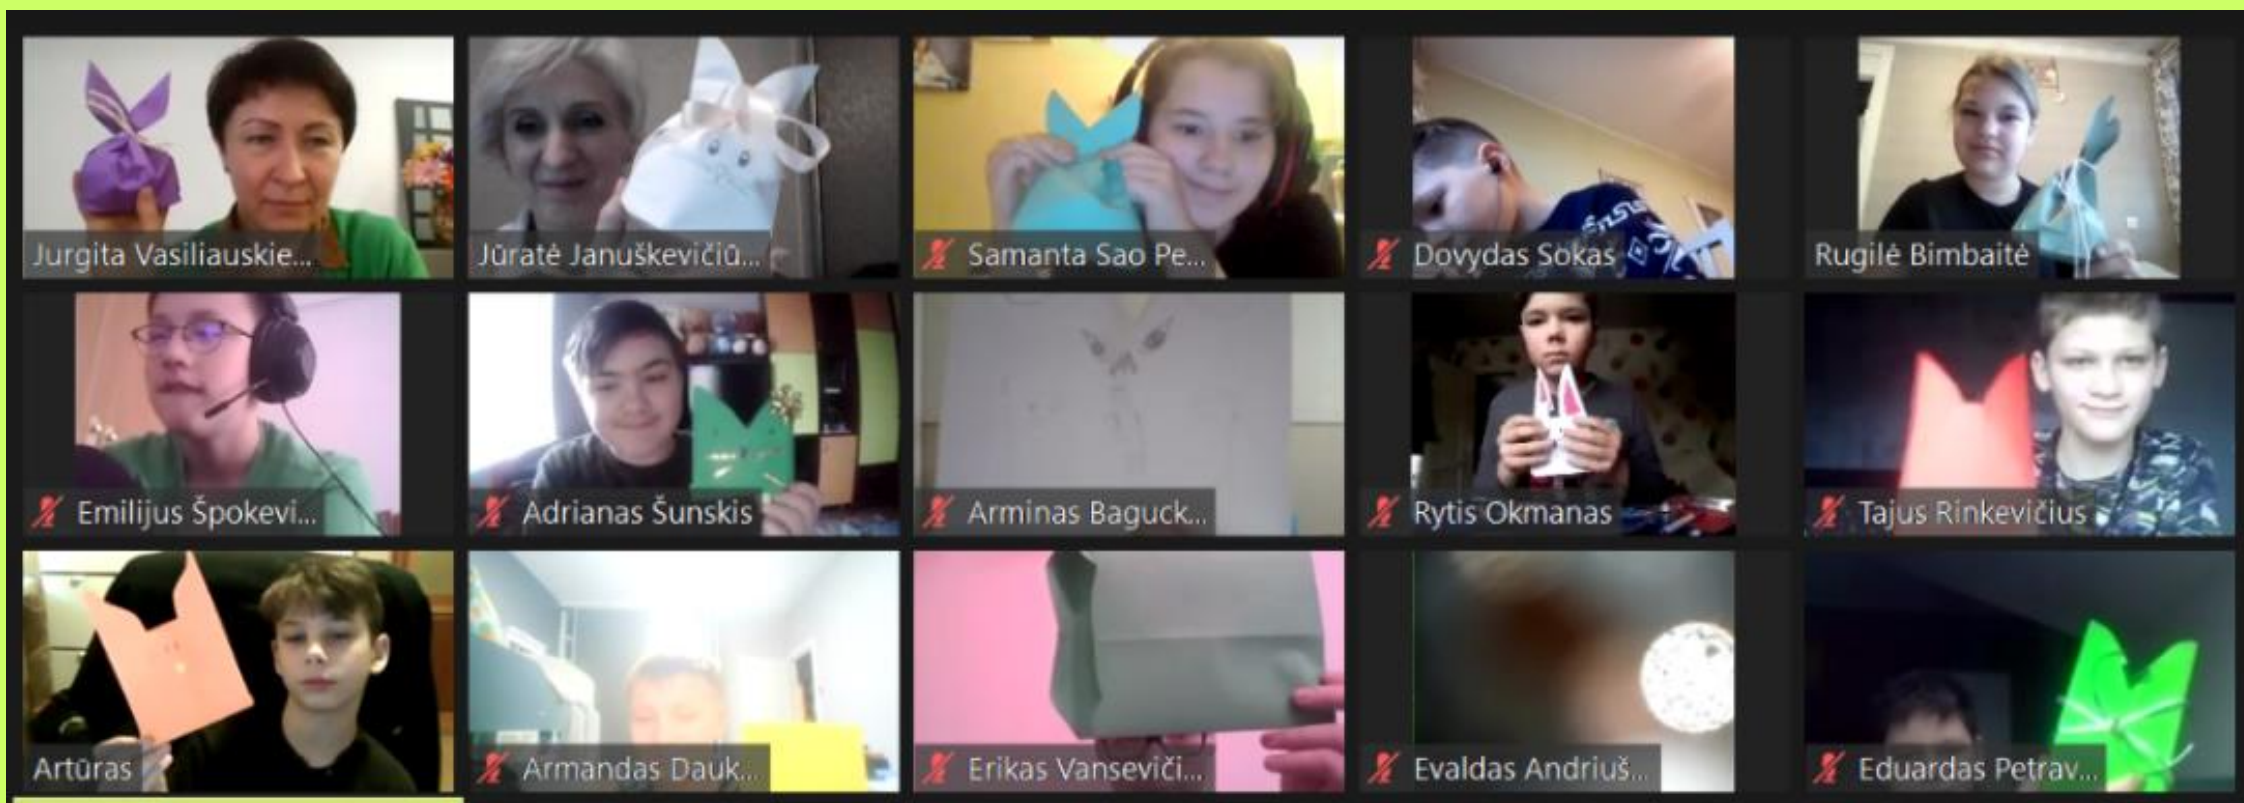 Jurgita Vasiliauskie...
Jūratė Januškevičiū...
Samanta Sao Pe...
Dovydas Sokas
Rugilė Bimbaitė
Emilijus Špokevi...
Adrianas Šunskis
Arminas Baguck...
Rytis Okmanas
Tajus Rinkevičius
Artūras
Armandas Dauk...
Erikas Vanseviči...
Evaldas Andriuš...
Eduardas Petrav...